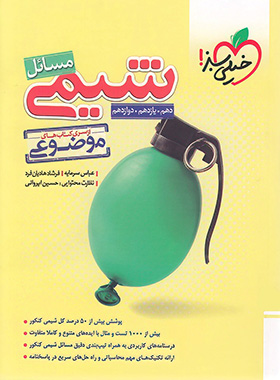 خیلی سبز!
مسائل
شیمی
دهم • یازدهم • دوازدهم
از سری کتاب‌های
موضوعی
عباس سرمایه | فرشاد هادیان‌فرد
نظارت محتوایی: حسین ایروانی
پوشش بیش از ۵۰ درصد کل شیمی کنکور
بیش از ۱۰۰۰ تست و مثال با ایده‌های متنوع و کاملا متفاوت
درسنامه‌های کاربردی به همراه تیپ‌بندی دقیق مسائل شیمی کنکور
ارائه تکنیک‌های مهم محاسباتی و راه حل‌های سریع در پاسخنامه